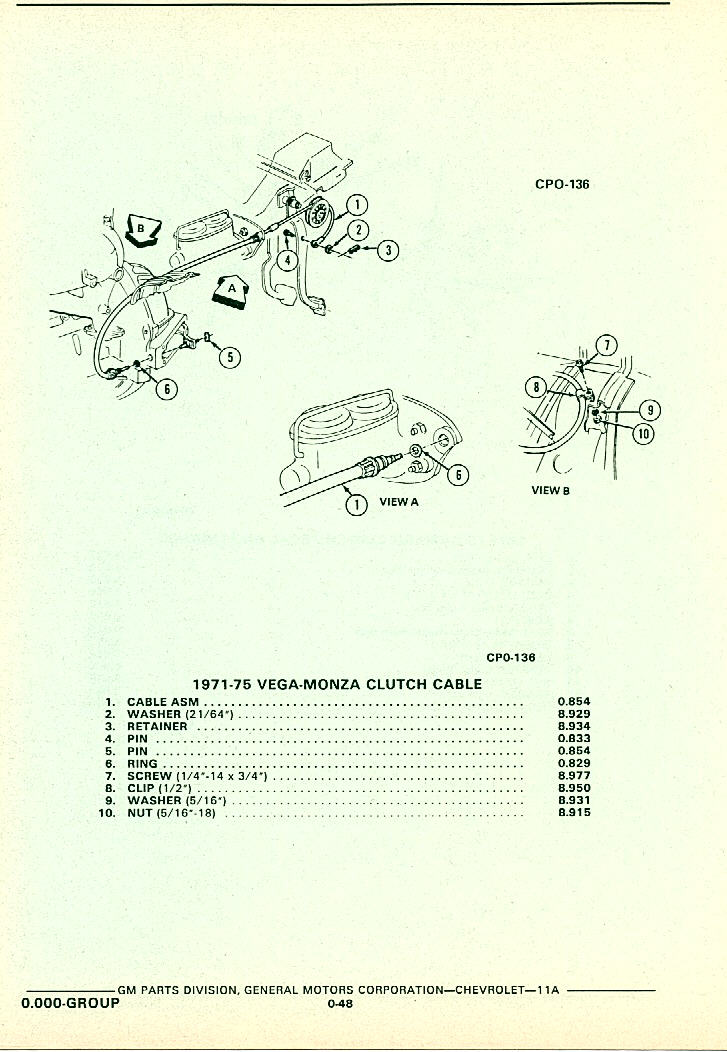 CPO-136
B
1
2
3
4
A
5
6
7
8
9
10
6
1
VIEW A
VIEW B
CPO-136
1971-75 VEGA-MONZA CLUTCH CABLE
1. CABLE ASM ........ 0.854
2. WASHER (21/64") ........ 8.929
3. RETAINER ........ 8.934
4. PIN ........ 0.833
5. PIN ........ 0.854
6. RING ........ 0.829
7. SCREW (1/4"-14 x 3/4") ........ 8.977
8. CLIP (1/2") ........ 8.950
9. WASHER (5/16") ........ 8.931
10. NUT (5/16"-18) ........ 8.915
GM PARTS DIVISION, GENERAL MOTORS CORPORATION—CHEVROLET—11A
0.000-GROUP 0-48